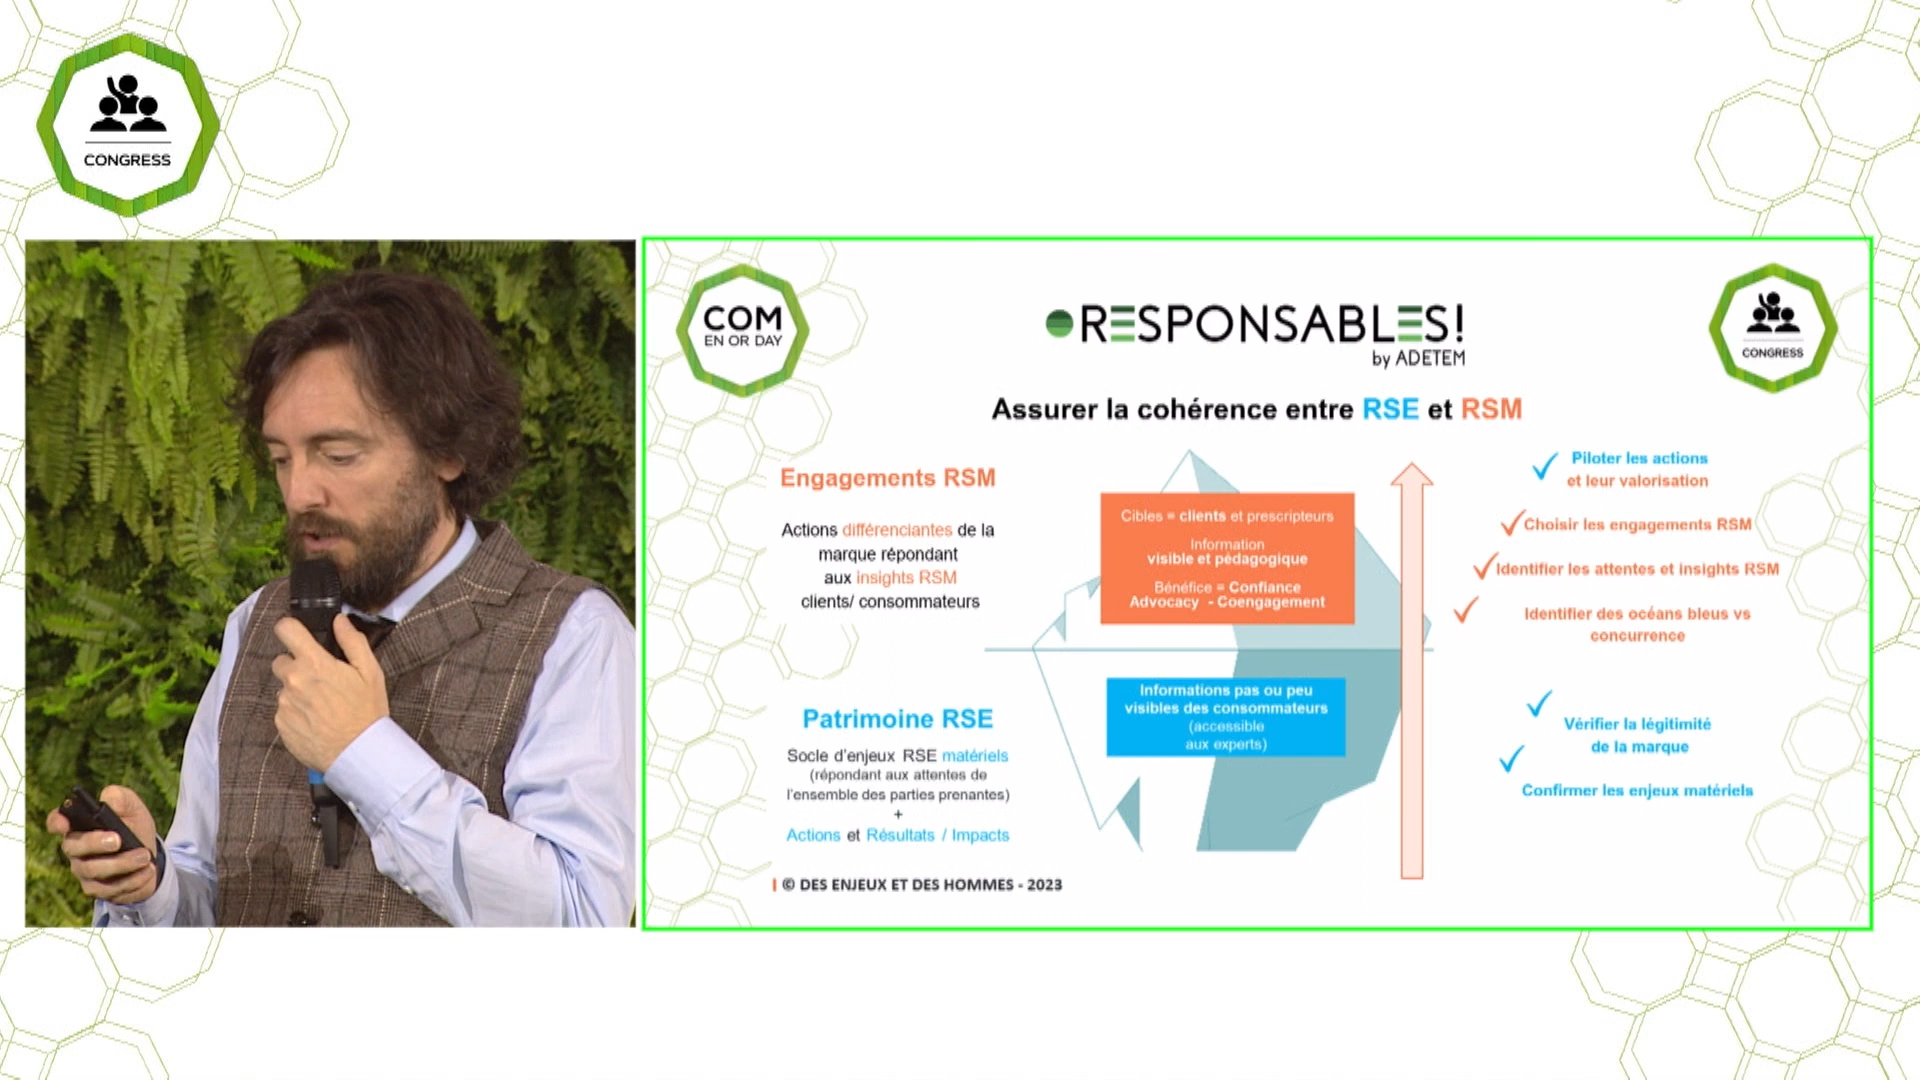 CONGRESS
COM
EN OR DAY
RESPONSABLES!
by ADETEM
CONGRESS
Assurer la cohérence entre RSE et RSM
Engagements RSM
Actions différenciantes de la
marque répondant
aux insights RSM
clients/ consommateurs
Cibles = clients et prescripteurs
Information
visible et pédagogique
Bénéfice = Confiance
Advocacy - Coengagement
Piloter les actions
et leur valorisation
Choisir les engagements RSM
Identifier les attentes et insights RSM
Identifier des océans bleus vs
concurrence
Patrimoine RSE
Socle d'enjeux RSE matériels
(répondant aux attentes de
l'ensemble des parties prenantes)
+
Actions et Résultats / Impacts
Informations pas ou peu
visibles des consommateurs
(accessible
aux experts)
Vérifier la légitimité
de la marque
Confirmer les enjeux matériels
© DES ENJEUX ET DES HOMMES - 2023